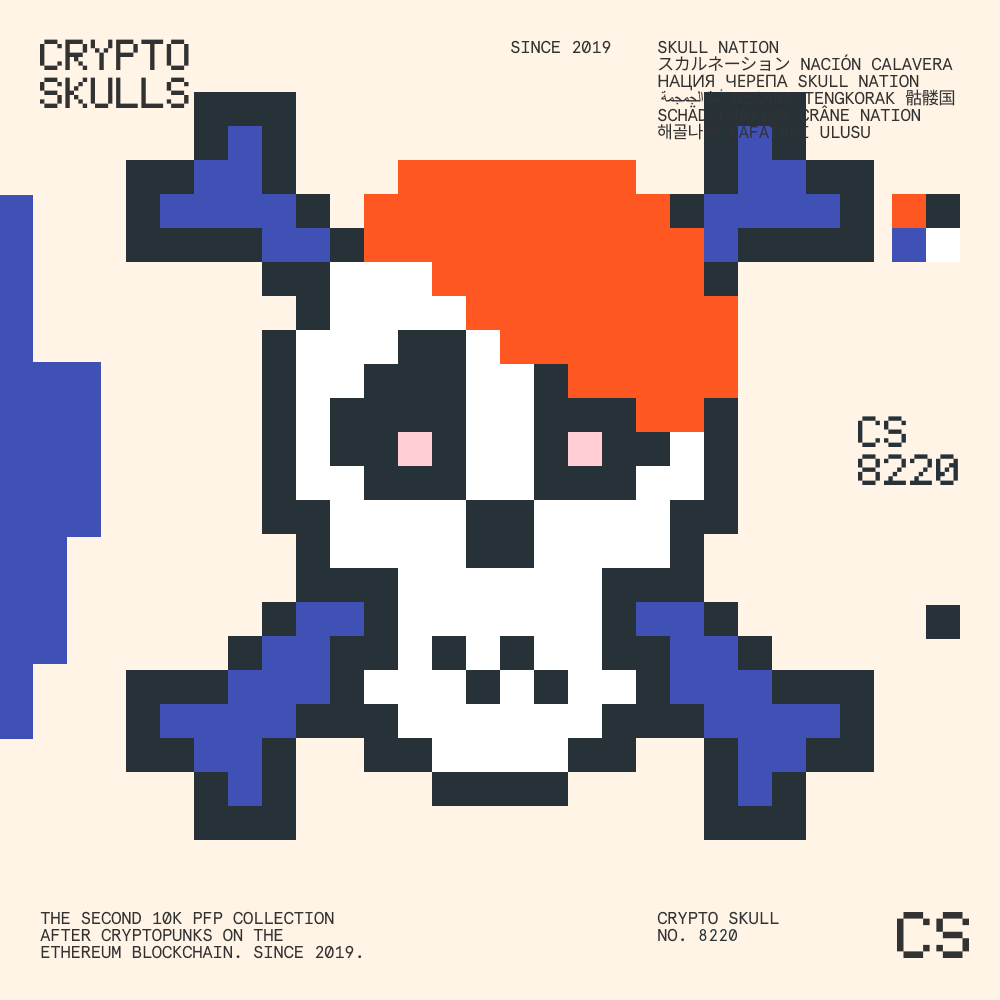 CRYPTO
SKULLS
SINCE 2019
SKULL NATION
スカルネーション NACIÓN CALAVERA
НАЦИЯ ЧЕРЕПА SKULL NATION
الجمجمة TENGKORAK 骷髅国
CRÂNE NATION
해골나 ULUSU
CS
8220
THE SECOND 10K PFP COLLECTION
AFTER CRYPTOPUNKS ON THE
ETHEREUM BLOCKCHAIN. SINCE 2019.
CRYPTO SKULL
NO. 8220
CS